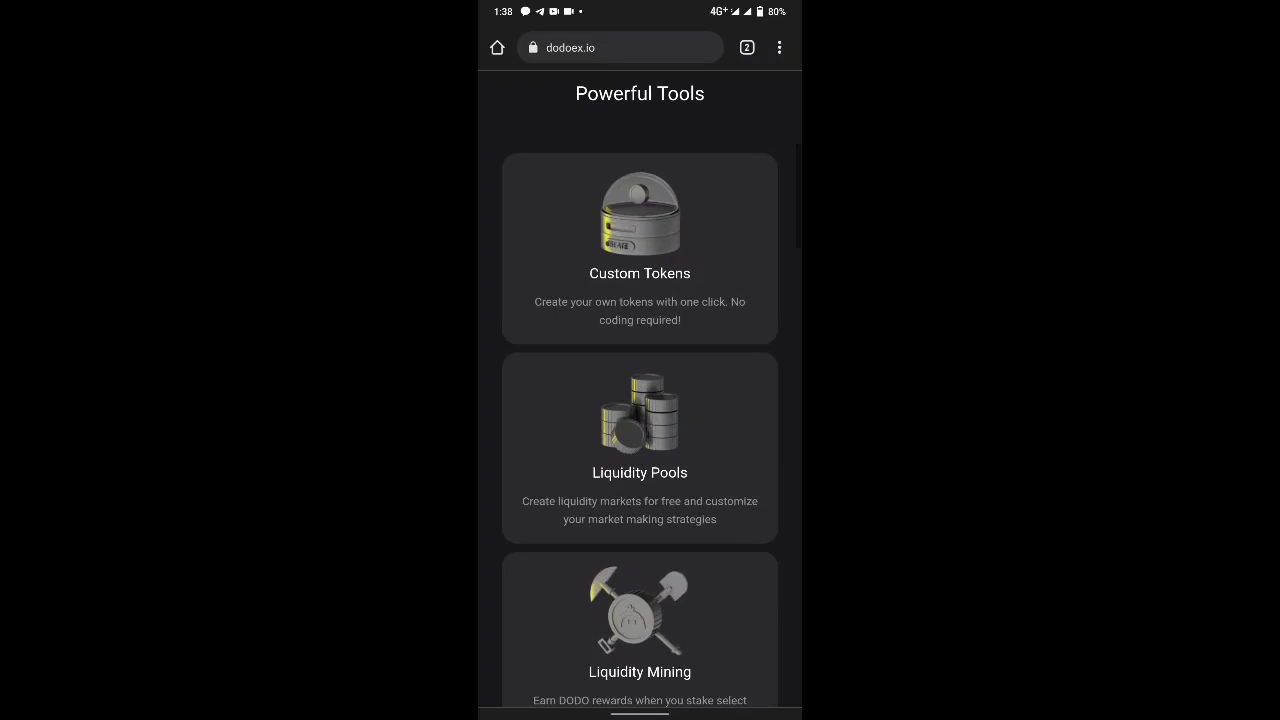 1:38
4G+
80%
dodoex.io
2
Powerful Tools
Custom Tokens
Create your own tokens with one click. No
coding required!
Liquidity Pools
Create liquidity markets for free and customize
your market making strategies
Liquidity Mining
Earn DODO rewards when you stake select